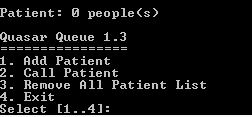 Patient: 0 people(s)
Quasar Queue 1.3
================
1. Add Patient
2. Call Patient
3. Remove All Patient List
4. Exit
Select [1..4]: